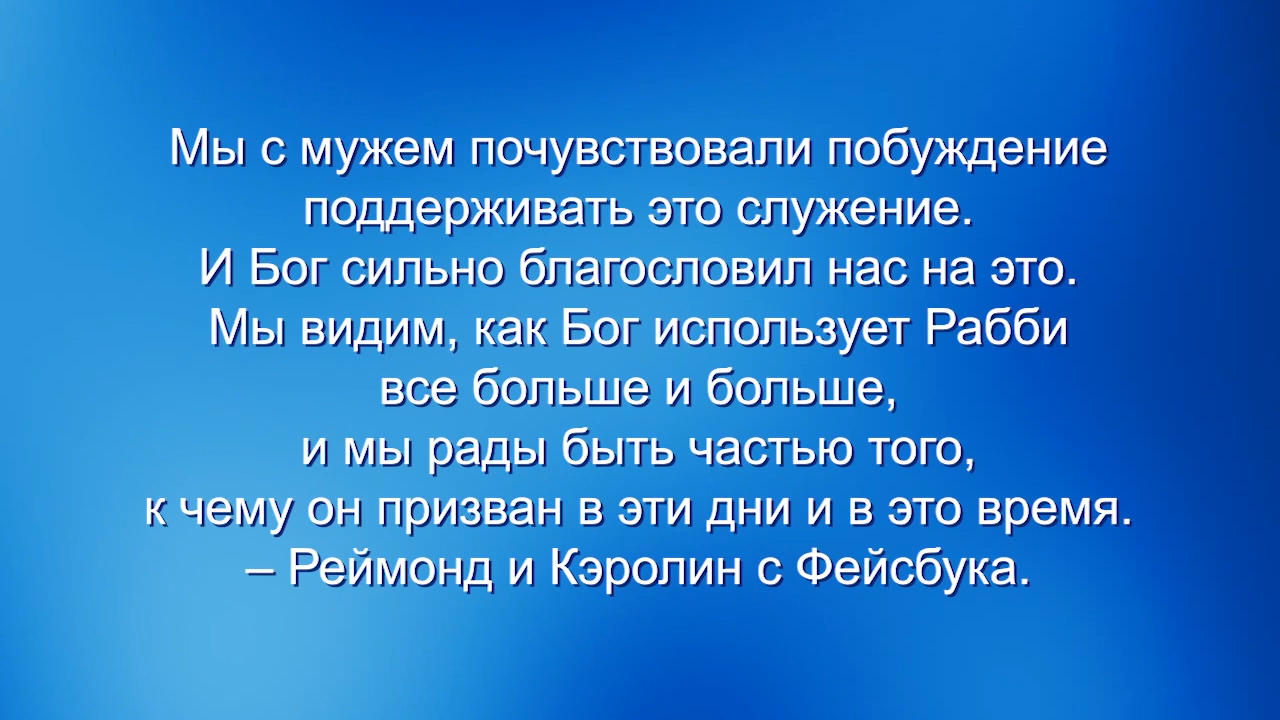 Мы с мужем почувствовали побуждение
поддерживать это служение.
И Бог сильно благословил нас на это.
Мы видим, как Бог использует Рабби
все больше и больше,
и мы рады быть частью того,
к чему он призван в эти дни и в это время.
– Реймонд и Кэролин с Фейсбука.